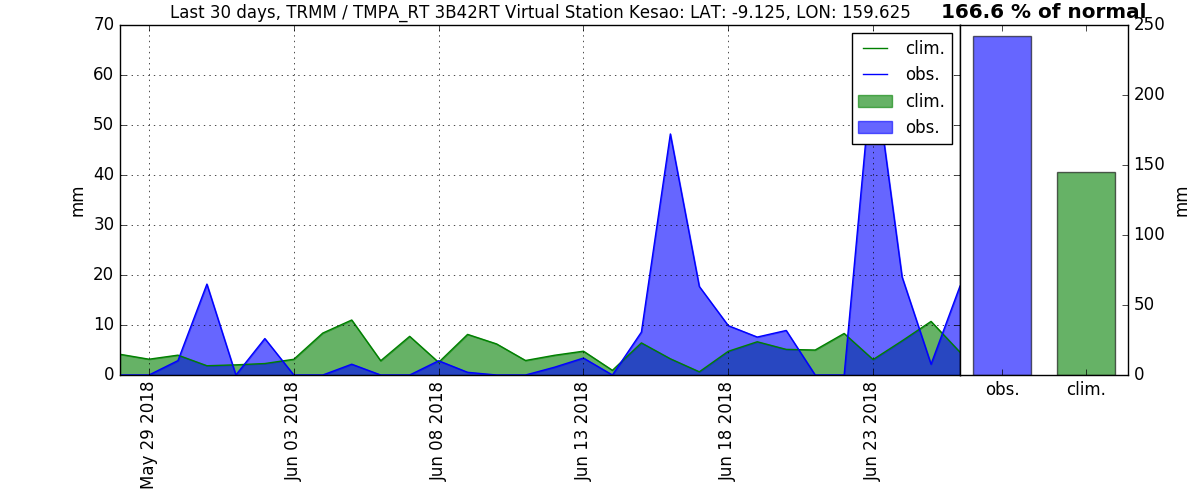 Last 30 days, TRMM / TMPA_RT 3B42RT Virtual Station Kesao: LAT: -9.125, LON: 159.625
166.6 % of normal
70
60
50
40
30
20
10
0
mm
clim.
obs.
clim.
obs.
May 29 2018
Jun 03 2018
Jun 08 2018
Jun 13 2018
Jun 18 2018
Jun 23 2018
250
200
150
100
50
0
mm
obs.
clim.